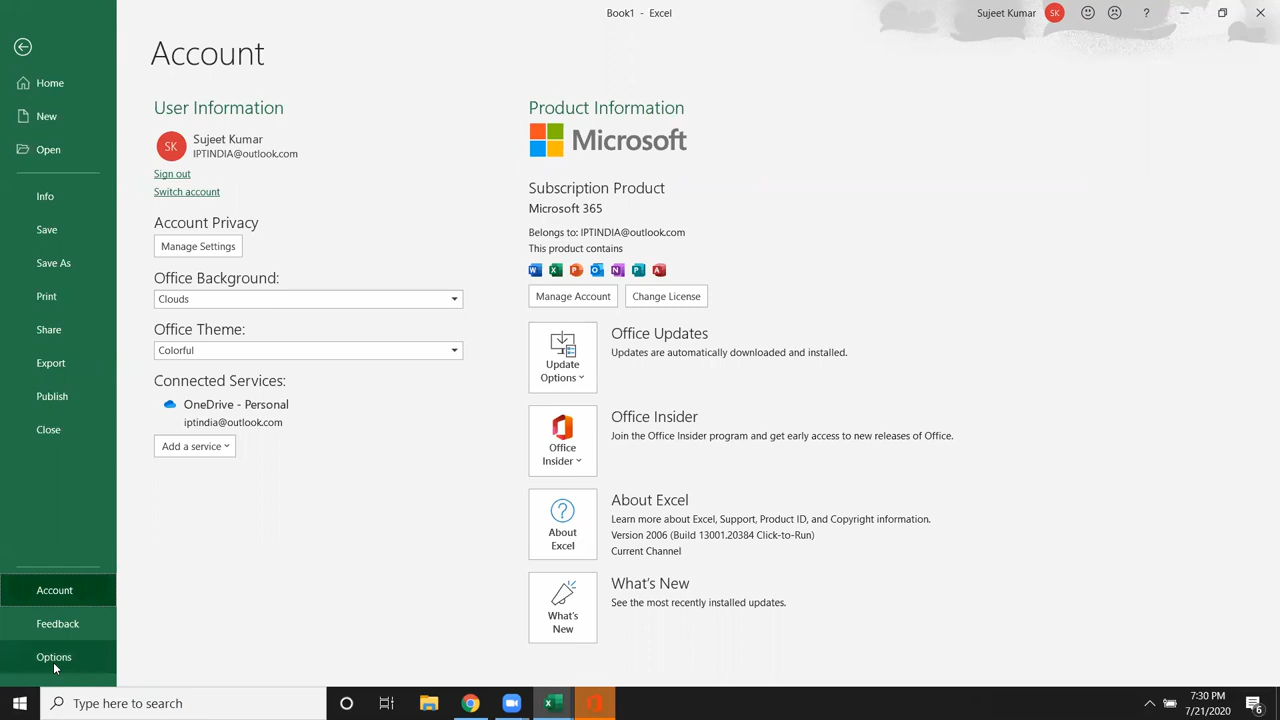 Book1 - Excel
Sujeet Kumar
SK
?
Home
New
Open
Info
Save
Save As
Print
Share
Export
Publish
Close
Account
Feedback
Options
Account
User Information
SK
Sujeet Kumar
IPTINDIA@outlook.com
Sign out
Switch account
Account Privacy
Manage Settings
Office Background:
Clouds
Office Theme:
Colorful
Connected Services:
OneDrive - Personal
iptindia@outlook.com
Add a service
Product Information
Microsoft
Subscription Product
Microsoft 365
Belongs to: IPTINDIA@outlook.com
This product contains
Manage Account
Change License
Update
Options
Office Updates
Updates are automatically downloaded and installed.
Office
Insider
Office Insider
Join the Office Insider program and get early access to new releases of Office.
About
Excel
About Excel
Learn more about Excel, Support, Product ID, and Copyright information.
Version 2006 (Build 13001.20384 Click-to-Run)
Current Channel
What's
New
What's New
See the most recently installed updates.
Type here to search
7:30 PM
7/21/2020
6